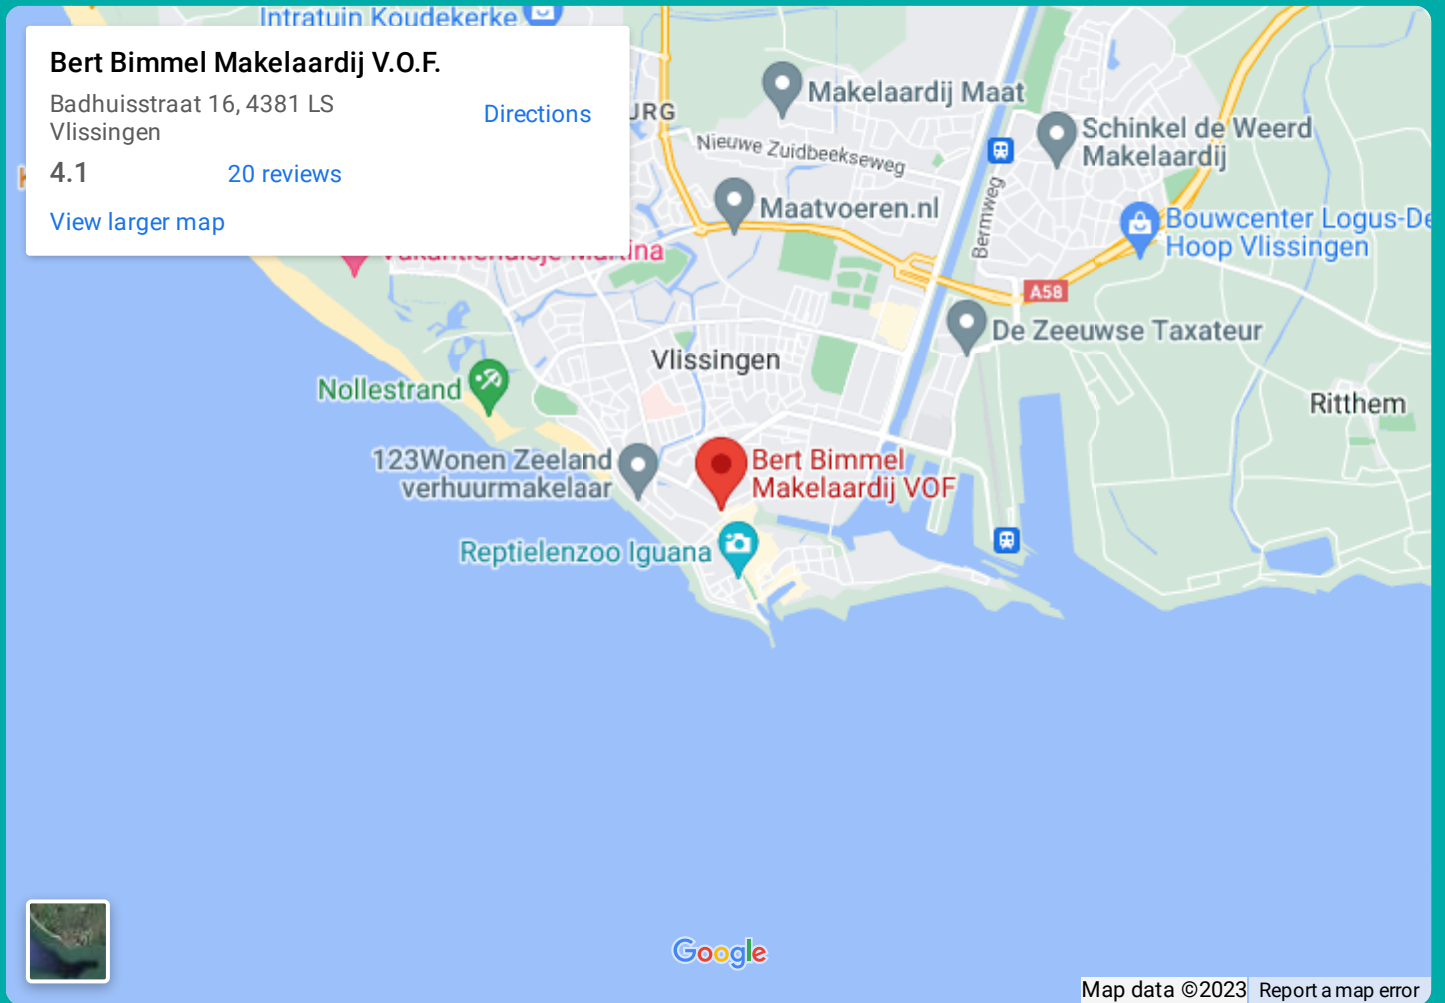 Intratuin Koudekerke
Bert Bimmel Makelaardij V.O.F.
Badhuisstraat 16, 4381 LS
Vlissingen
Directions
4.1
20 reviews
View larger map
URG
Makelaardij Maat
Nieuwe Zuidbeekseweg
Schinkel de Weerd
Makelaardij
Maatvoeren.nl
Bermweg
Bouwcenter Logus-De
Hoop Vlissingen
Vakantiehuisje Martina
A58
De Zeeuwse Taxateur
Vlissingen
Nollestrand
Ritthem
123Wonen Zeeland
verhuurmakelaar
Bert Bimmel
Makelaardij VOF
Reptielenzoo Iguana
Google
Map data ©2023
Report a map error